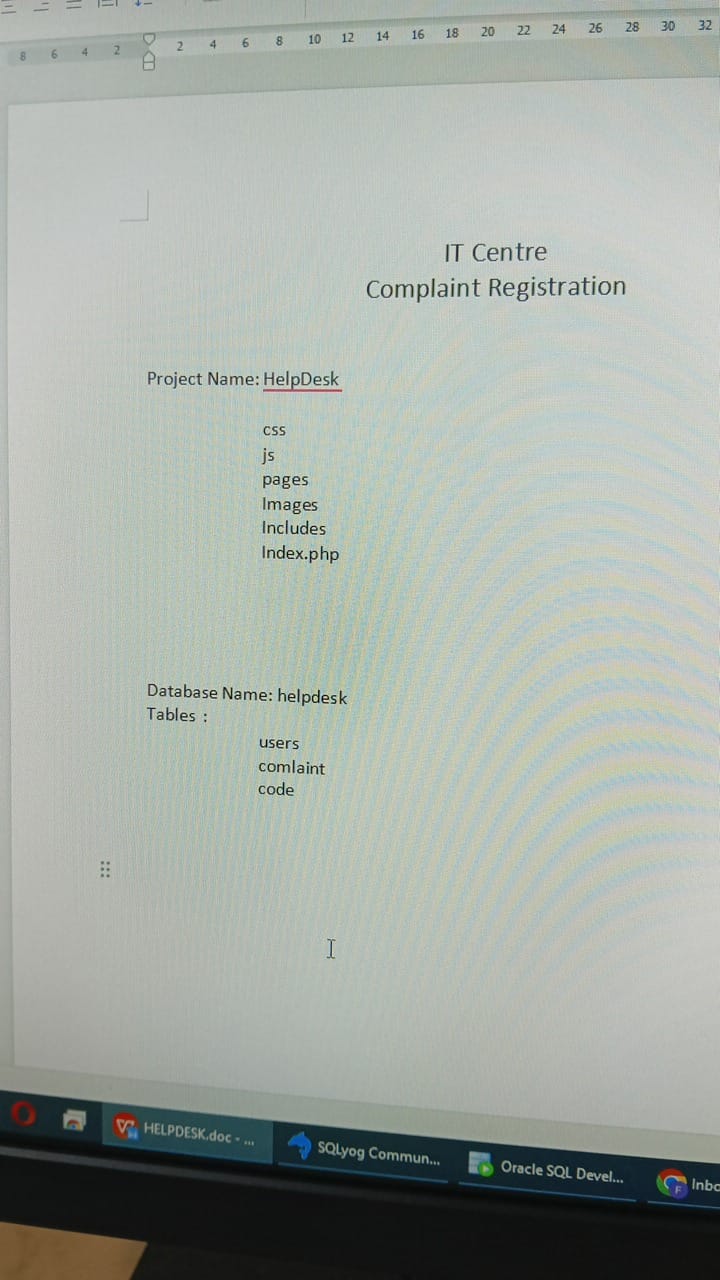 8 6 4 2 2 4 6 8 10 12 14 16 18 20 22 24 26 28 30 32
IT Centre
Complaint Registration
Project Name: HelpDesk
css
js
pages
Images
Includes
Index.php
Database Name: helpdesk
Tables :
users
comlaint
code
HELPDESK.doc - ...
SQLyog Commun...
Oracle SQL Devel...
F
Inbo